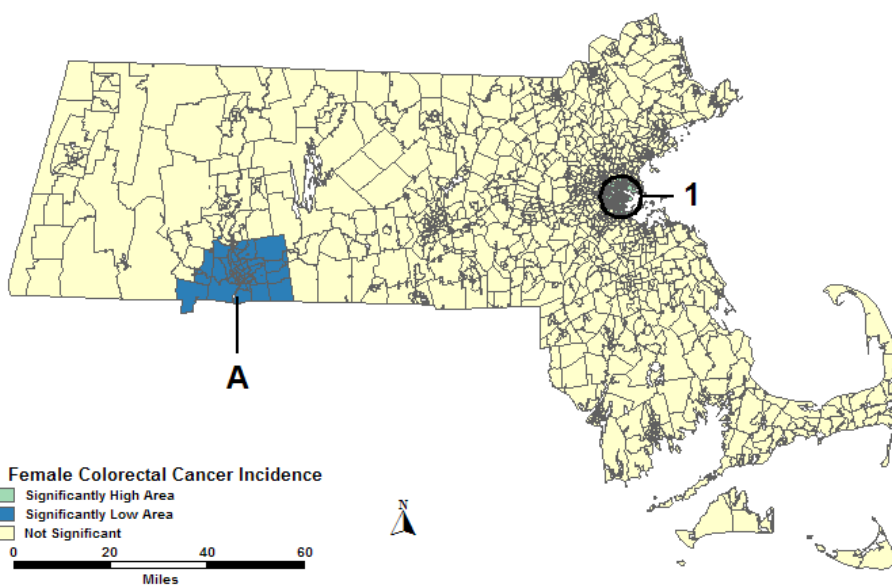 1
A
Female Colorectal Cancer Incidence
Significantly High Area
Significantly Low Area
Not Significant
N
0 20 40 60
Miles